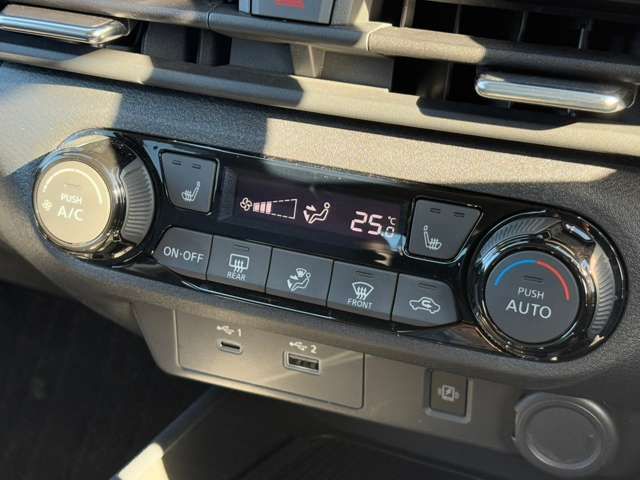 PUSH
A/C
25.0
°C
ON·OFF
REAR
FRONT
PUSH
AUTO
1
2